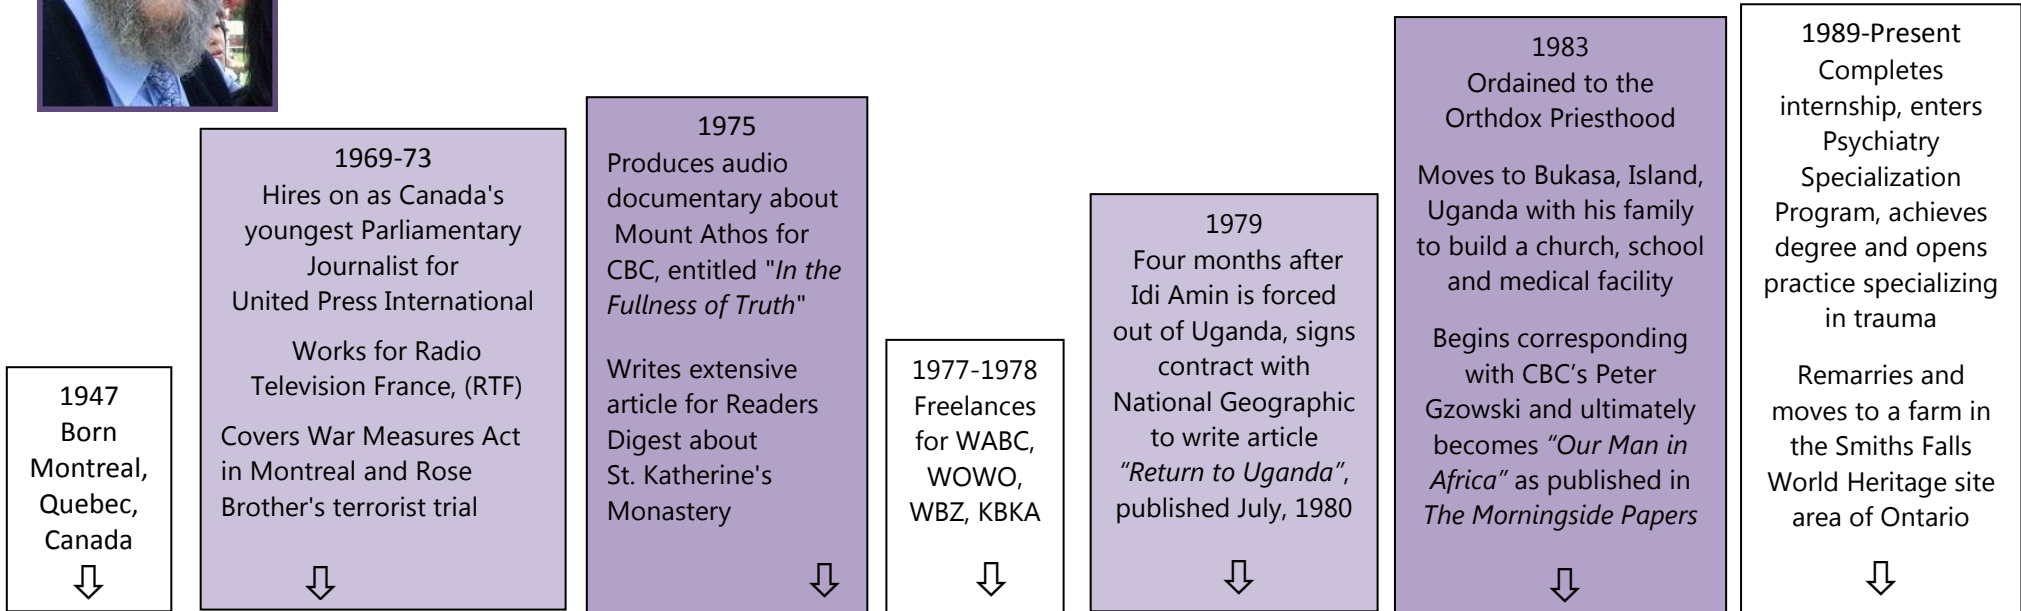 1947
Born
Montreal,
Quebec,
Canada
1969-73
Hires on as Canada's
youngest Parliamentary
Journalist for
United Press International
Works for Radio
Television France, (RTF)
Covers War Measures Act
in Montreal and Rose
Brother's terrorist trial
1975
Produces audio
documentary about
Mount Athos for
CBC, entitled "In the
Fullness of Truth"
Writes extensive
article for Readers
Digest about
St. Katherine's
Monastery
1977-1978
Freelances
for WABC,
WOWO,
WBZ, KBKA
1979
Four months after
Idi Amin is forced
out of Uganda, signs
contract with
National Geographic
to write article
“Return to Uganda”,
published July, 1980
1983
Ordained to the
Orthdox Priesthood
Moves to Bukasa, Island,
Uganda with his family
to build a church, school
and medical facility
Begins corresponding
with CBC’s Peter
Gzowski and ultimately
becomes “Our Man in
Africa” as published in
The Morningside Papers
1989-Present
Completes
internship, enters
Psychiatry
Specialization
Program, achieves
degree and opens
practice specializing
in trauma
Remarries and
moves to a farm in
the Smiths Falls
World Heritage site
area of Ontario